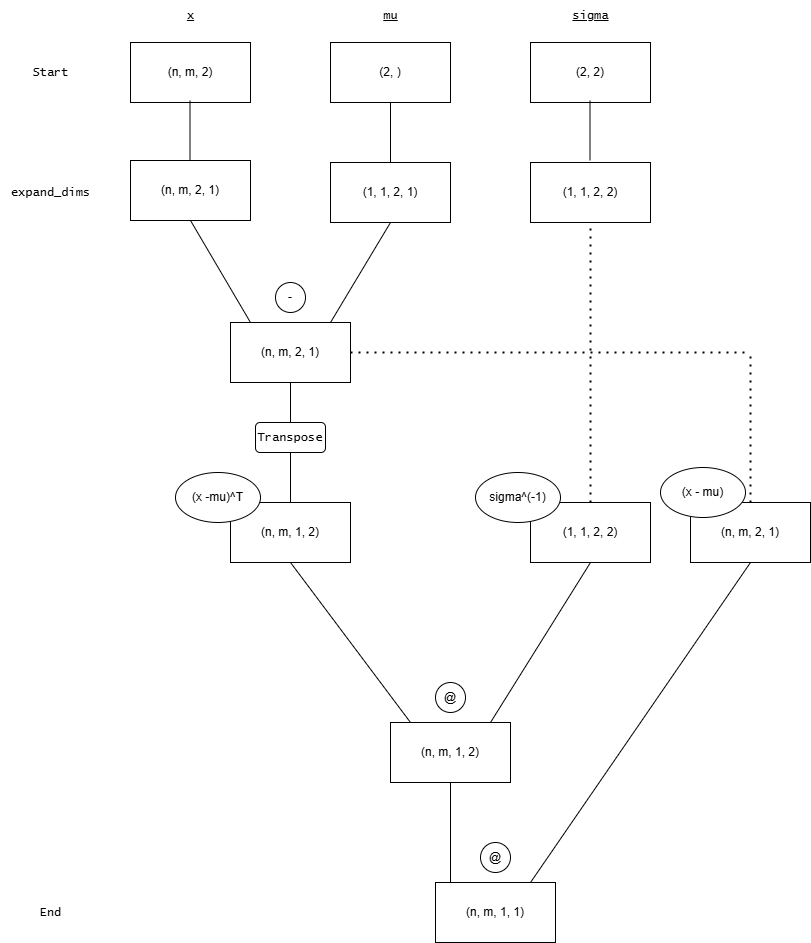 x mu sigma
Start (n, m, 2) (2, ) (2, 2)
expand_dims (n, m, 2, 1) (1, 1, 2, 1) (1, 1, 2, 2)
-
(n, m, 2, 1)
Transpose
(x -mu)^T sigma^(-1) (x - mu)
(n, m, 1, 2) (1, 1, 2, 2) (n, m, 2, 1)
@
(n, m, 1, 2)
@
End (n, m, 1, 1)